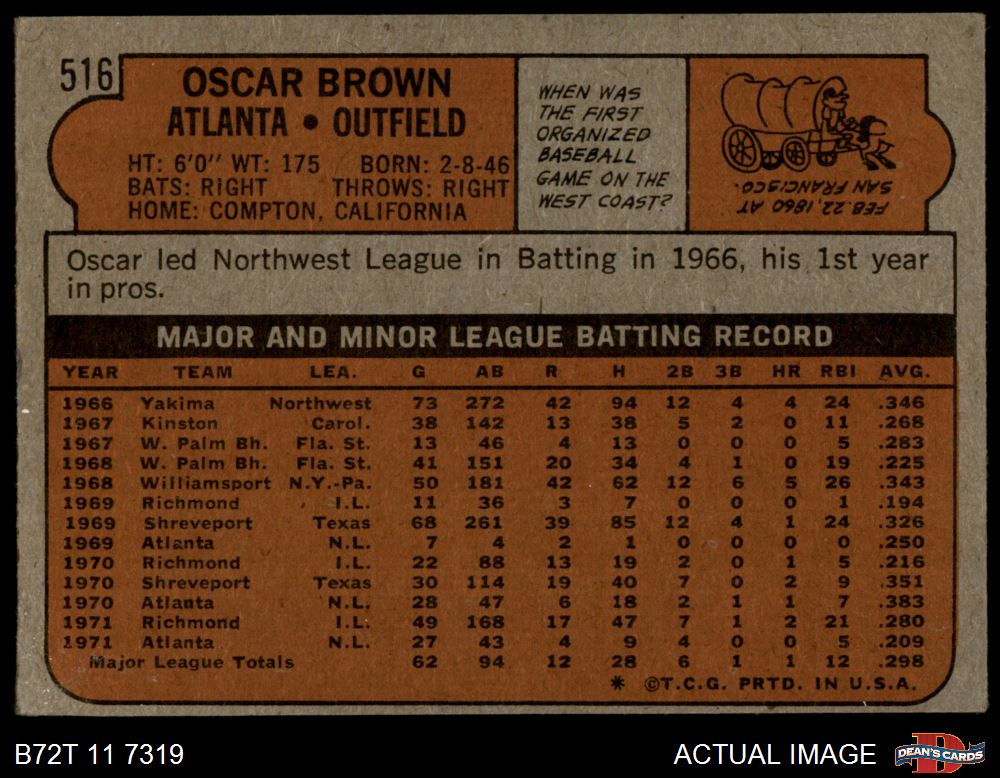 516
OSCAR BROWN
ATLANTA • OUTFIELD
HT: 6'0" WT: 175 BORN: 2-8-46
BATS: RIGHT THROWS: RIGHT
HOME: COMPTON, CALIFORNIA
WHEN WAS
THE FIRST
ORGANIZED
BASEBALL
GAME ON THE
WEST COAST?
FEB. 22, 1860 AT
SAN FRANCISCO.
Oscar led Northwest League in Batting in 1966, his 1st year
in pros.
MAJOR AND MINOR LEAGUE BATTING RECORD
YEAR TEAM LEA. G AB R H 2B 3B HR RBI AVG.
1966 Yakima Northwest 73 272 42 94 12 4 4 24 .346
1967 Kinston Carol. 38 142 13 38 5 2 0 11 .268
1967 W. Palm Bh. Fla. St. 13 46 4 13 0 0 0 5 .283
1968 W. Palm Bh. Fla. St. 41 151 20 34 4 1 0 19 .225
1968 Williamsport N.Y.-Pa. 50 181 42 62 12 6 5 26 .343
1969 Richmond I.L. 11 36 3 7 0 0 0 1 .194
1969 Shreveport Texas 68 261 39 85 12 4 1 24 .326
1969 Atlanta N.L. 7 4 2 1 0 0 0 0 .250
1970 Richmond I.L. 22 88 13 19 2 0 1 5 .216
1970 Shreveport Texas 30 114 19 40 7 0 2 9 .351
1970 Atlanta N.L. 28 47 6 18 2 1 1 7 .383
1971 Richmond I.L. 49 168 17 47 7 1 2 21 .280
1971 Atlanta N.L. 27 43 4 9 4 0 0 5 .209
Major League Totals 62 94 12 28 6 1 1 12 .298
* ©T.C.G. PRTD. IN U.S.A.
B72T 11 7319
ACTUAL IMAGE
DEAN'S CARDS